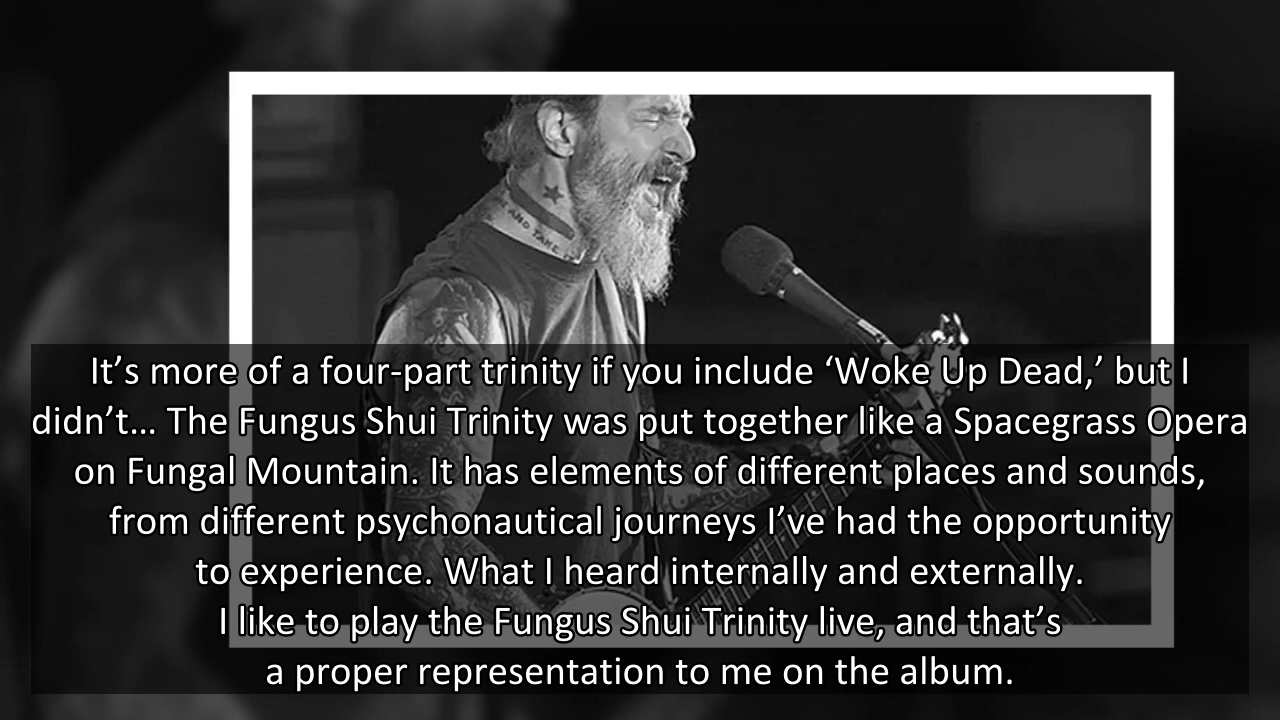 AND TAKE
It’s more of a four-part trinity if you include ‘Woke Up Dead,’ but I
didn’t... The Fungus Shui Trinity was put together like a Spacegrass Opera
on Fungal Mountain. It has elements of different places and sounds,
from different psychonautical journeys I’ve had the opportunity
to experience. What I heard internally and externally.
I like to play the Fungus Shui Trinity live, and that’s
a proper representation to me on the album.